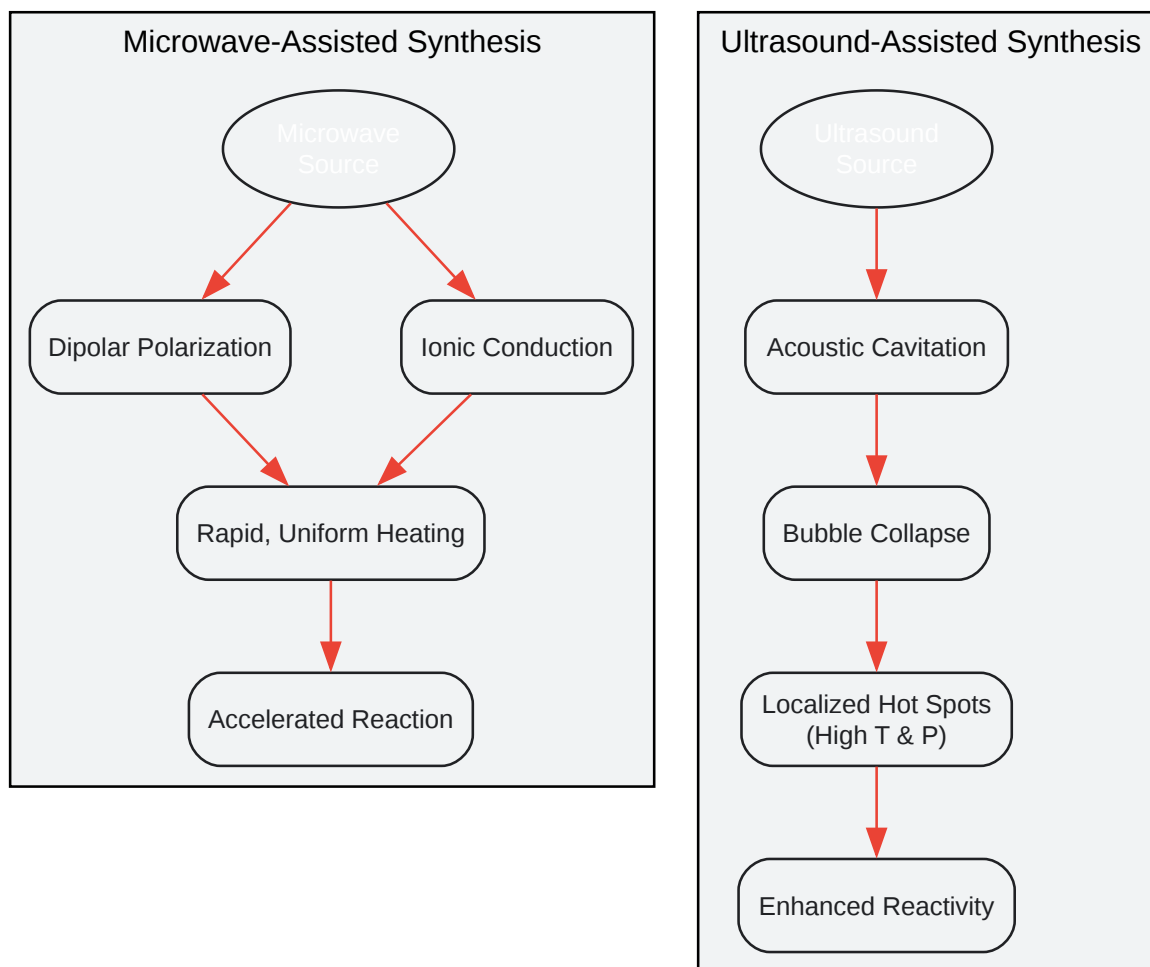 Microwave-Assisted Synthesis
Microwave
Source
Dipolar Polarization
Ionic Conduction
Rapid, Uniform Heating
Accelerated Reaction
Ultrasound-Assisted Synthesis
Ultrasound
Source
Acoustic Cavitation
Bubble Collapse
Localized Hot Spots
(High T & P)
Enhanced Reactivity